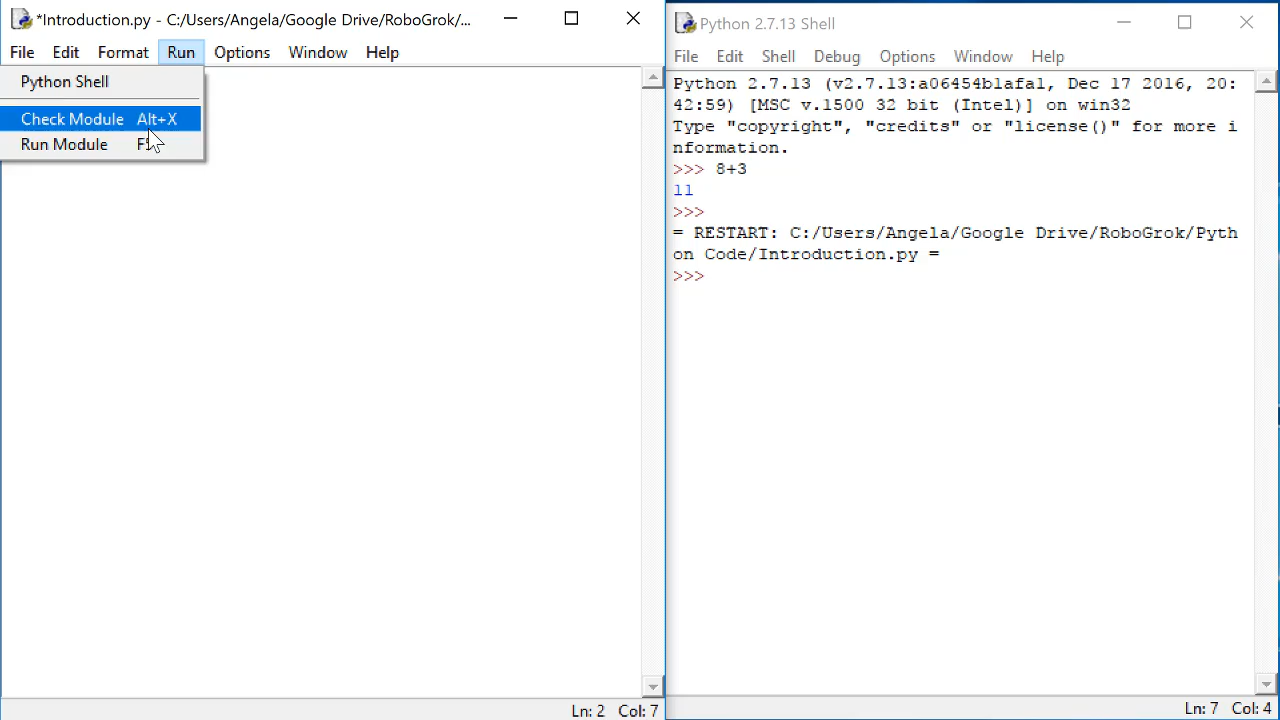 *Introduction.py - C:/Users/Angela/Google Drive/RoboGrok/...
File Edit Format Run Options Window Help
Python Shell
Check Module Alt+X
Run Module
Ln: 2 Col: 7
Python 2.7.13 Shell
File Edit Shell Debug Options Window Help
Python 2.7.13 (v2.7.13:a06454b1afa1, Dec 17 2016, 20:
42:59) [MSC v.1500 32 bit (Intel)] on win32
Type "copyright", "credits" or "license()" for more i
nformation.
>>> 8+3
11
>>>
= RESTART: C:/Users/Angela/Google Drive/RoboGrok/Pyth
on Code/Introduction.py =
>>>
Ln: 7 Col: 4